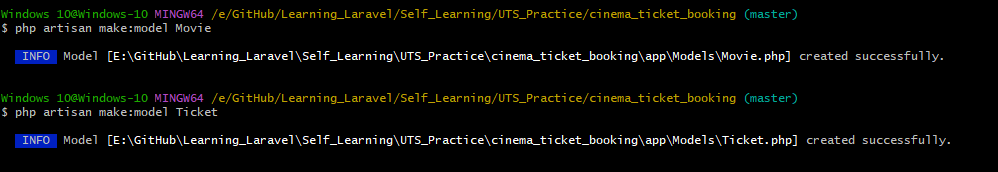 Windows 10@Windows-10 MINGW64 /e/GitHub/Learning_Laravel/Self_Learning/UTS_Practice/cinema_ticket_booking (master)
$ php artisan make:model Movie
INFO Model [E:\GitHub\Learning_Laravel\Self_Learning\UTS_Practice\cinema_ticket_booking\app\Models\Movie.php] created successfully.
Windows 10@Windows-10 MINGW64 /e/GitHub/Learning_Laravel/Self_Learning/UTS_Practice/cinema_ticket_booking (master)
$ php artisan make:model Ticket
INFO Model [E:\GitHub\Learning_Laravel\Self_Learning\UTS_Practice\cinema_ticket_booking\app\Models\Ticket.php] created successfully.